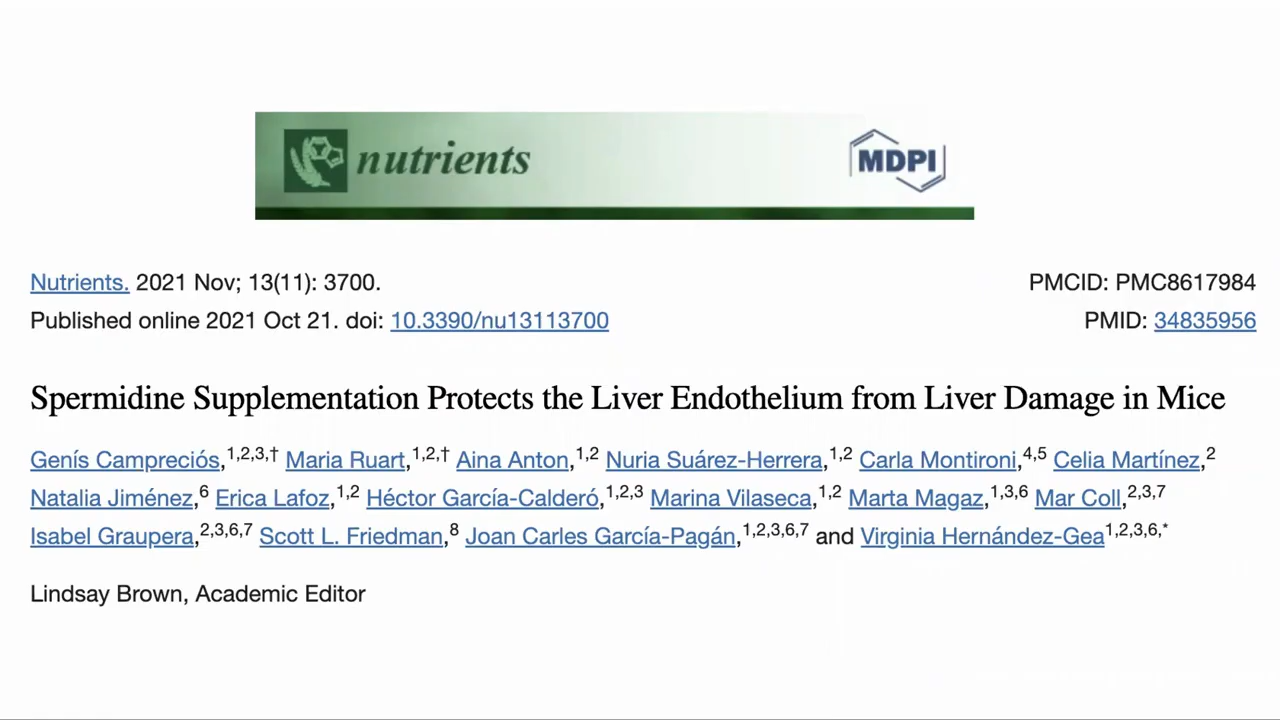 nutrients
MDPI
Nutrients. 2021 Nov; 13(11): 3700.
PMCID: PMC8617984
Published online 2021 Oct 21. doi: 10.3390/nu13113700
PMID: 34835956
Spermidine Supplementation Protects the Liver Endothelium from Liver Damage in Mice
Genís Campreciós,1,2,3,† Maria Ruart,1,2,† Aina Anton,1,2 Nuria Suárez-Herrera,1,2 Carla Montironi,4,5 Celia Martínez,2
Natalia Jiménez,6 Erica Lafoz,1,2 Héctor García-Calderó,1,2,3 Marina Vilaseca,1,2 Marta Magaz,1,3,6 Mar Coll,2,3,7
Isabel Graupera,2,3,6,7 Scott L. Friedman,8 Joan Carles García-Pagán,1,2,3,6,7 and Virginia Hernández-Gea1,2,3,6,*
Lindsay Brown, Academic Editor